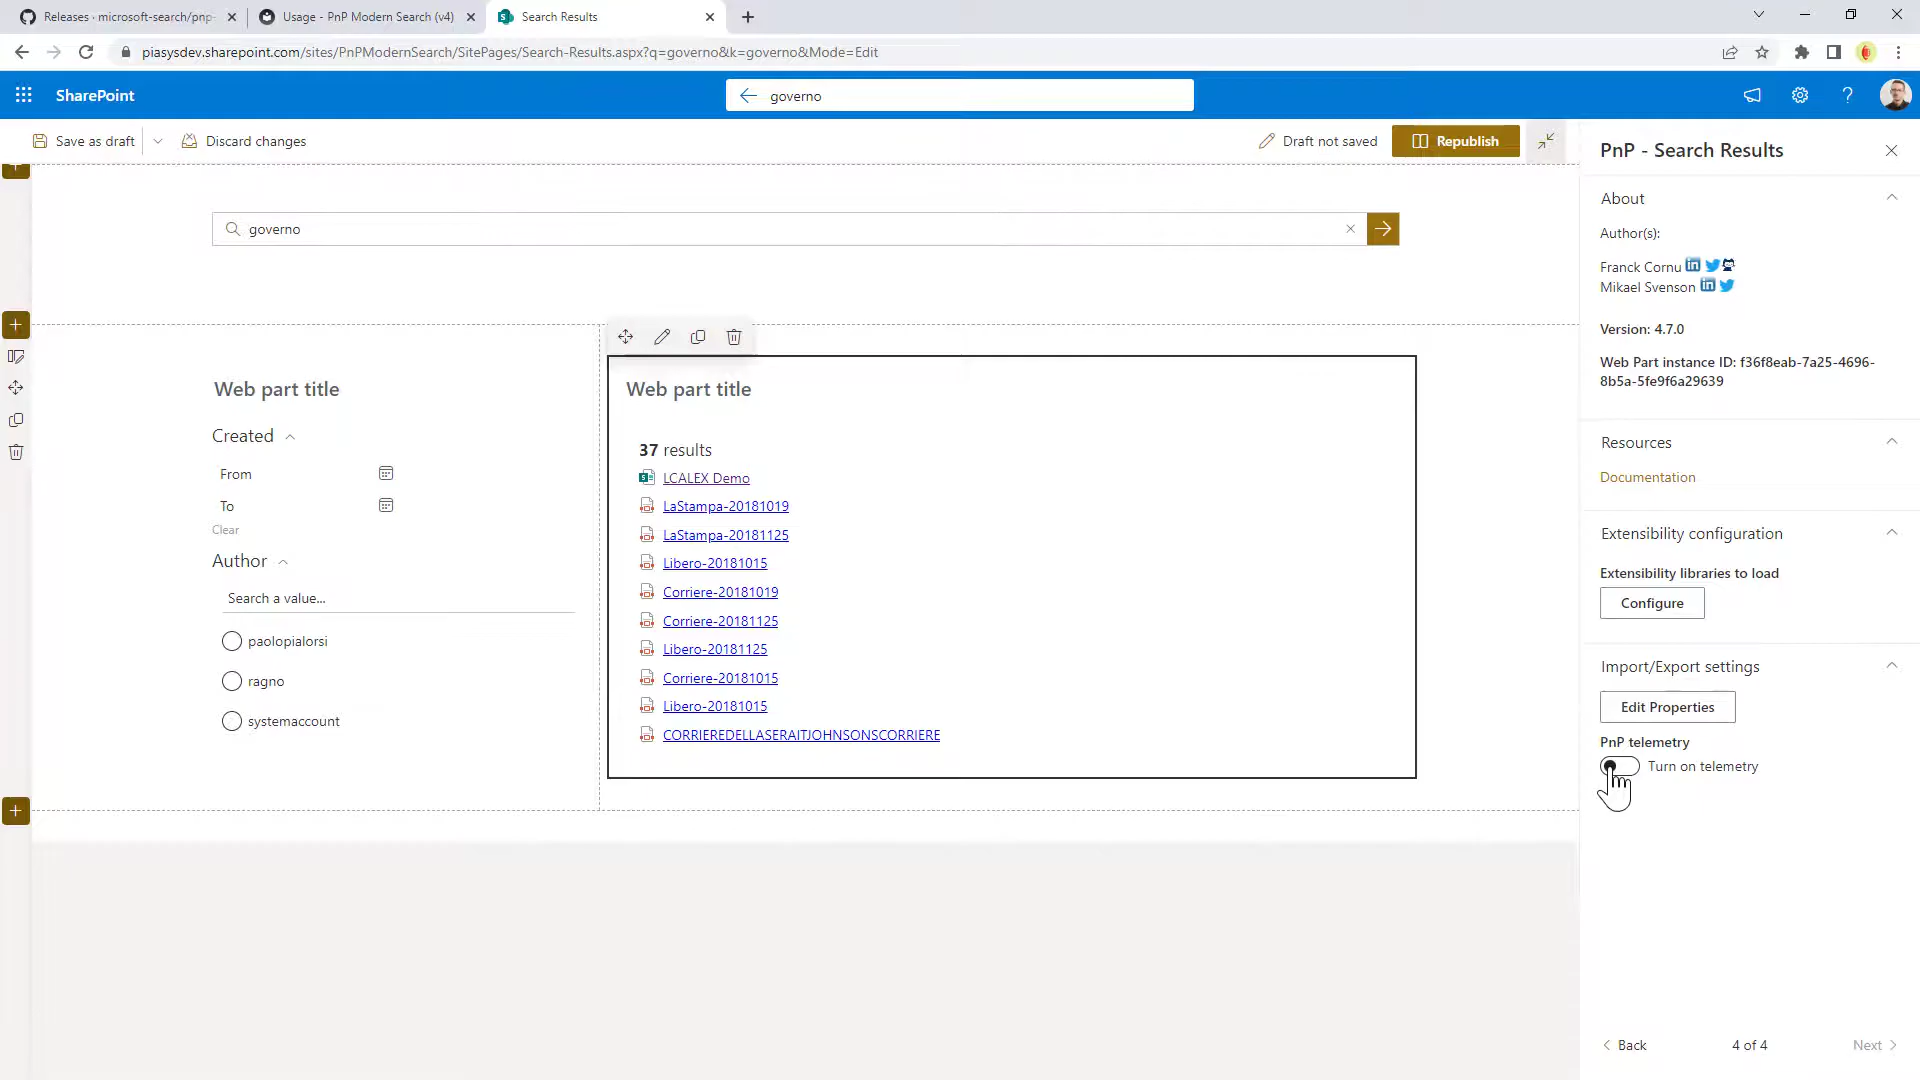 Releases · microsoft-search/pnp-
Usage - PnP Modern Search (v4)
Search Results
piasysdev.sharepoint.com/sites/PnPModernSearch/SitePages/Search-Results.aspx?q=governo&k=governo&Mode=Edit
SharePoint
governo
Save as draft
Discard changes
Draft not saved
Republish
governo
Web part title
Created
From
To
Clear
Author
Search a value...
paolopialorsi
ragno
systemaccount
Web part title
37 results
LCALEX Demo
LaStampa-20181019
LaStampa-20181125
Libero-20181015
Corriere-20181019
Corriere-20181125
Libero-20181125
Corriere-20181015
Libero-20181015
CORRIEREDELLASERAITJOHNSONSCORRIERE
PnP - Search Results
About
Author(s):
Franck Cornu
Mikael Svenson
Version: 4.7.0
Web Part instance ID: f36f8eab-7a25-4696-
8b5a-5fe9f6a29639
Resources
Documentation
Extensibility configuration
Extensibility libraries to load
Configure
Import/Export settings
Edit Properties
PnP telemetry
Turn on telemetry
Back
4 of 4
Next